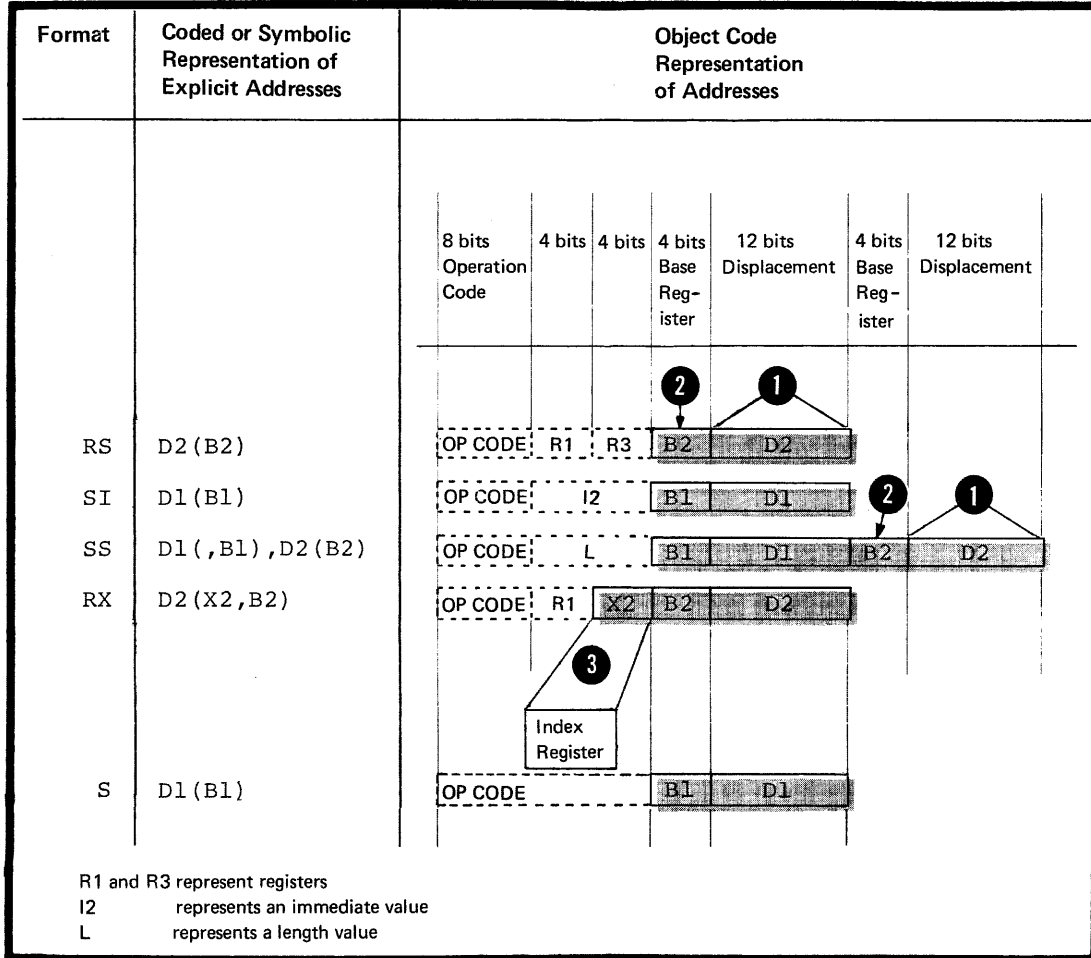 Format
Coded or Symbolic
Representation of
Explicit Addresses
Object Code
Representation
of Addresses
8 bits
Operation
Code
4 bits
4 bits
4 bits
Base
Reg-
ister
12 bits
Displacement
4 bits
Base
Reg-
ister
12 bits
Displacement
2 1
RS D2(B2) OP CODE R1 R3 B2 D2
SI D1(B1) OP CODE I2 B1 D1
2 1
SS D1(,B1),D2(B2) OP CODE L B1 D1 B2 D2
RX D2(X2,B2) OP CODE R1 X2 B2 D2
3
Index
Register
S D1(B1) OP CODE B1 D1
R1 and R3 represent registers
I2 represents an immediate value
L represents a length value